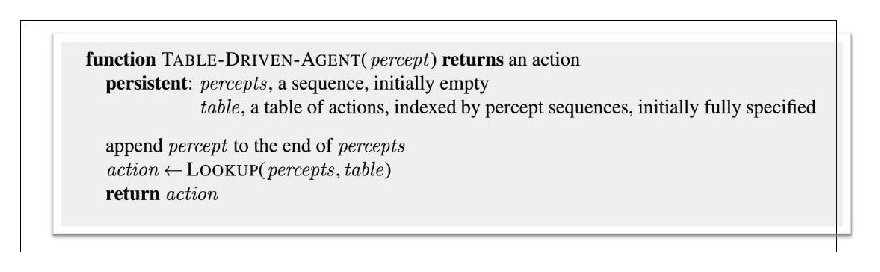 function TABLE-DRIVEN-AGENT(percept) returns an action
persistent: percepts, a sequence, initially empty
table, a table of actions, indexed by percept sequences, initially fully specified
append percept to the end of percepts
action ← LOOKUP(percepts, table)
return action